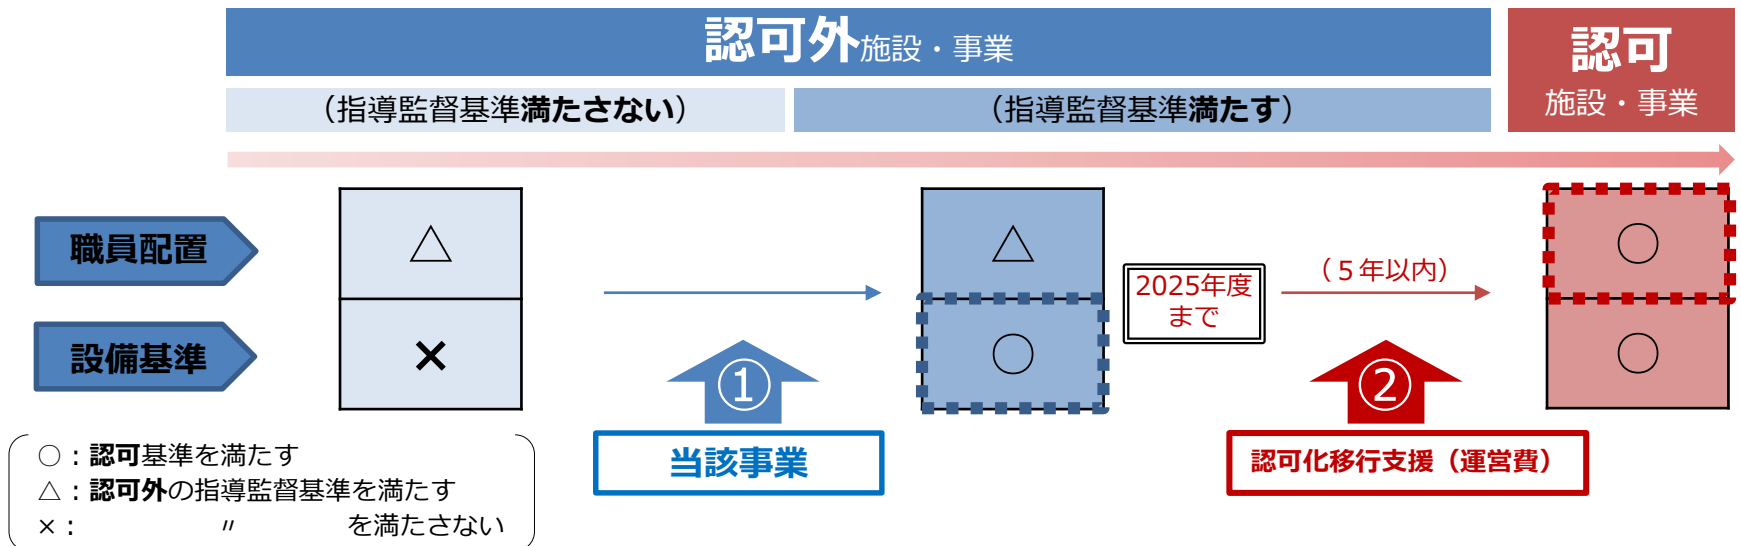 認可外施設・事業
認可
施設・事業
（指導監督基準満たさない）
（指導監督基準満たす）
職員配置
△
△
○
2025年度
まで
（５年以内）
設備基準
×
○
○
①
②
当該事業
認可化移行支援（運営費）
○：認可基準を満たす
△：認可外の指導監督基準を満たす
×：　〃　を満たさない